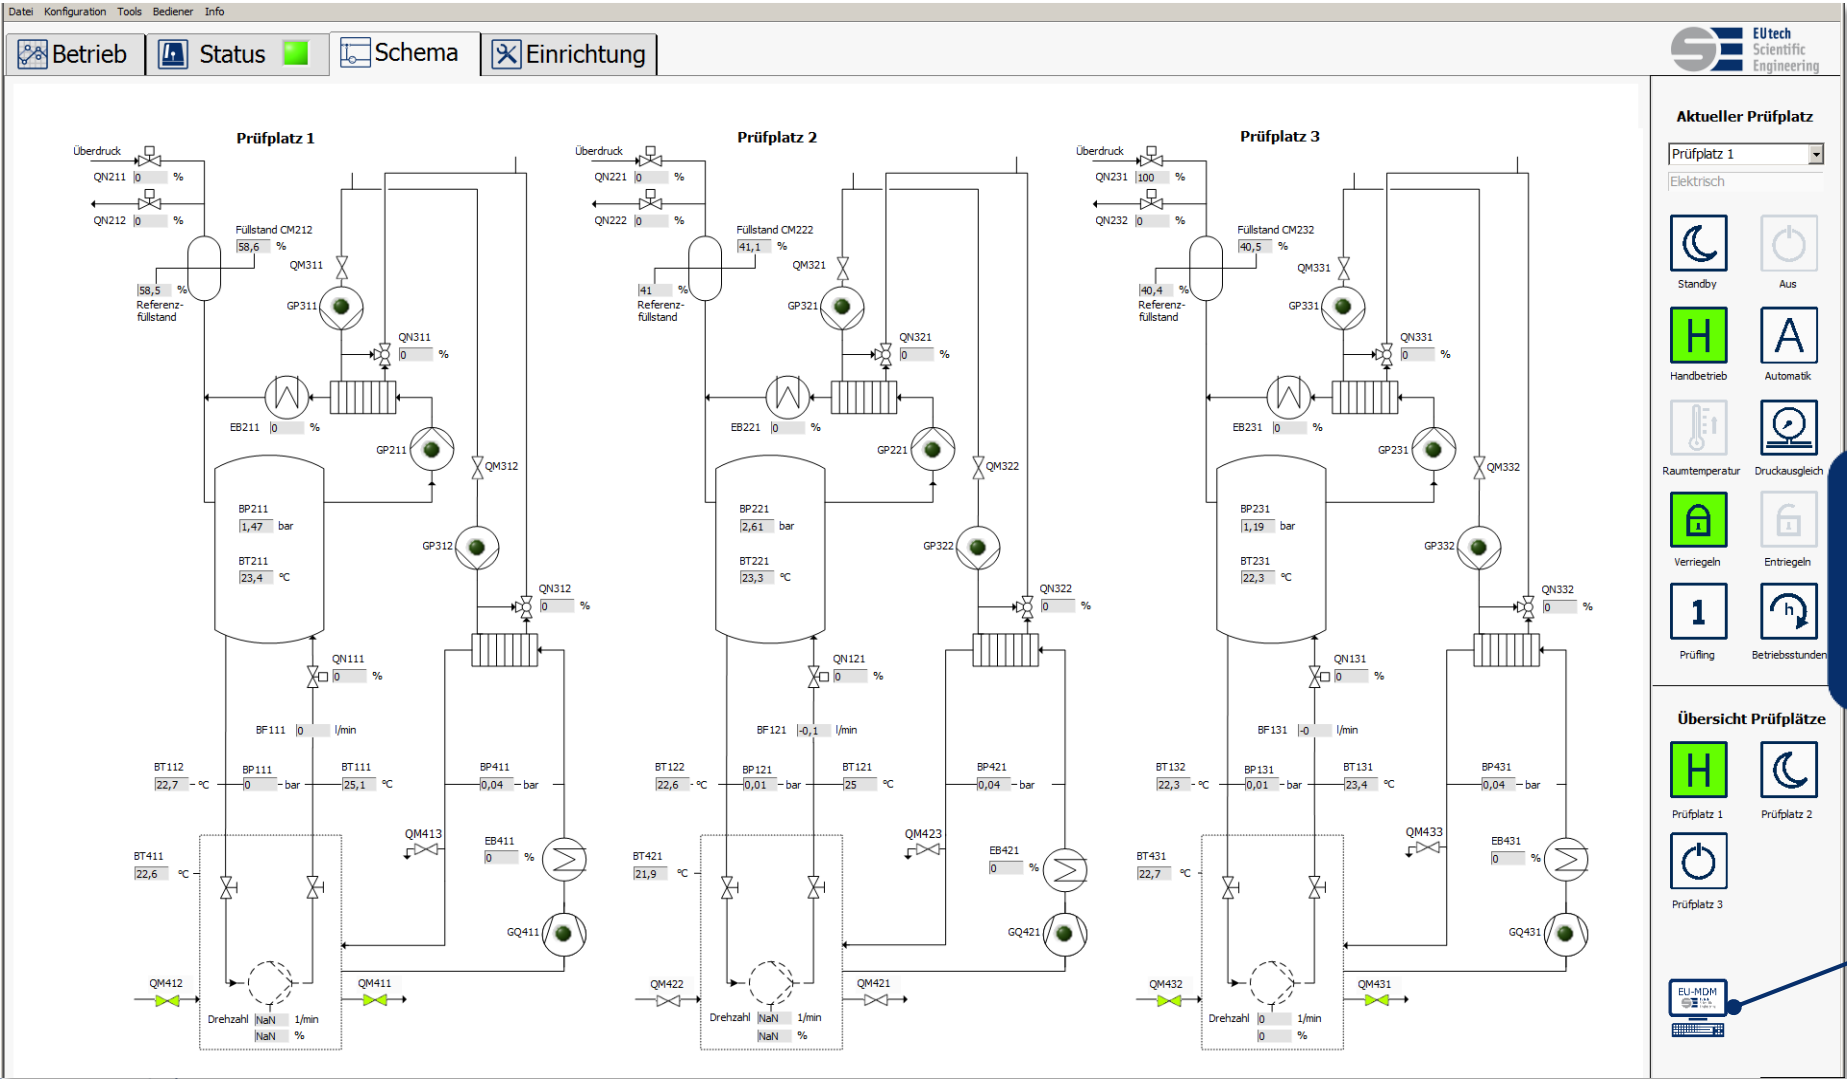 Datei Konfiguration Tools Bediener Info
Betrieb Status Schema Einrichtung
EUtech
Scientific
Engineering
Prüfplatz 1
Überdruck
QN211 0 %
QN212 0 %
Füllstand CM212
58,6 %
58,5 %
Referenz-
füllstand
QM311
GP311
QN311
0 %
EB211 0 %
GP211
QM312
BP211
1,47 bar
BT211
23,4 °C
GP312
QN312
0 %
QN111
0 %
BF111 0 l/min
BT112 BP111 BT111 BP411
22,7 °C 0 bar 25,1 °C 0,04 bar
QM413
EB411
0 %
BT411
22,6 °C
GQ411
QM412 QM411
Drehzahl NaN 1/min
NaN %
Prüfplatz 2
Überdruck
QN221 0 %
QN222 0 %
Füllstand CM222
41,1 %
41 %
Referenz-
füllstand
QM321
GP321
QN321
0 %
EB221 0 %
GP221
QM322
BP221
2,61 bar
BT221
23,3 °C
GP322
QN322
0 %
QN121
0 %
BF121 -0,1 l/min
BT122 BP121 BT121 BP421
22,6 °C 0,01 bar 25 °C 0,04 bar
QM423
EB421
0 %
BT421
21,9 °C
GQ421
QM422 QM421
Drehzahl NaN 1/min
NaN %
Prüfplatz 3
Überdruck
QN231 100 %
QN232 0 %
Füllstand CM232
40,5 %
40,4 %
Referenz-
füllstand
QM331
GP331
QN331
0 %
EB231 0 %
GP231
QM332
BP231
1,19 bar
BT231
22,3 °C
GP332
QN332
0 %
QN131
0 %
BF131 -0 l/min
BT132 BP131 BT131 BP431
22,3 °C 0,01 bar 23,4 °C 0,04 bar
QM433
EB431
0 %
BT431
22,7 °C
GQ431
QM432 QM431
Drehzahl 0 1/min
0 %
Aktueller Prüfplatz
Prüfplatz 1
Elektrisch
Standby Aus
H A
Handbetrieb Automatik
Raumtemperatur Druckausgleich
Verriegeln Entriegeln
1 h
Prüfling Betriebsstunden
Übersicht Prüfplätze
H
Prüfplatz 1 Prüfplatz 2
Prüfplatz 3
EU-MDM